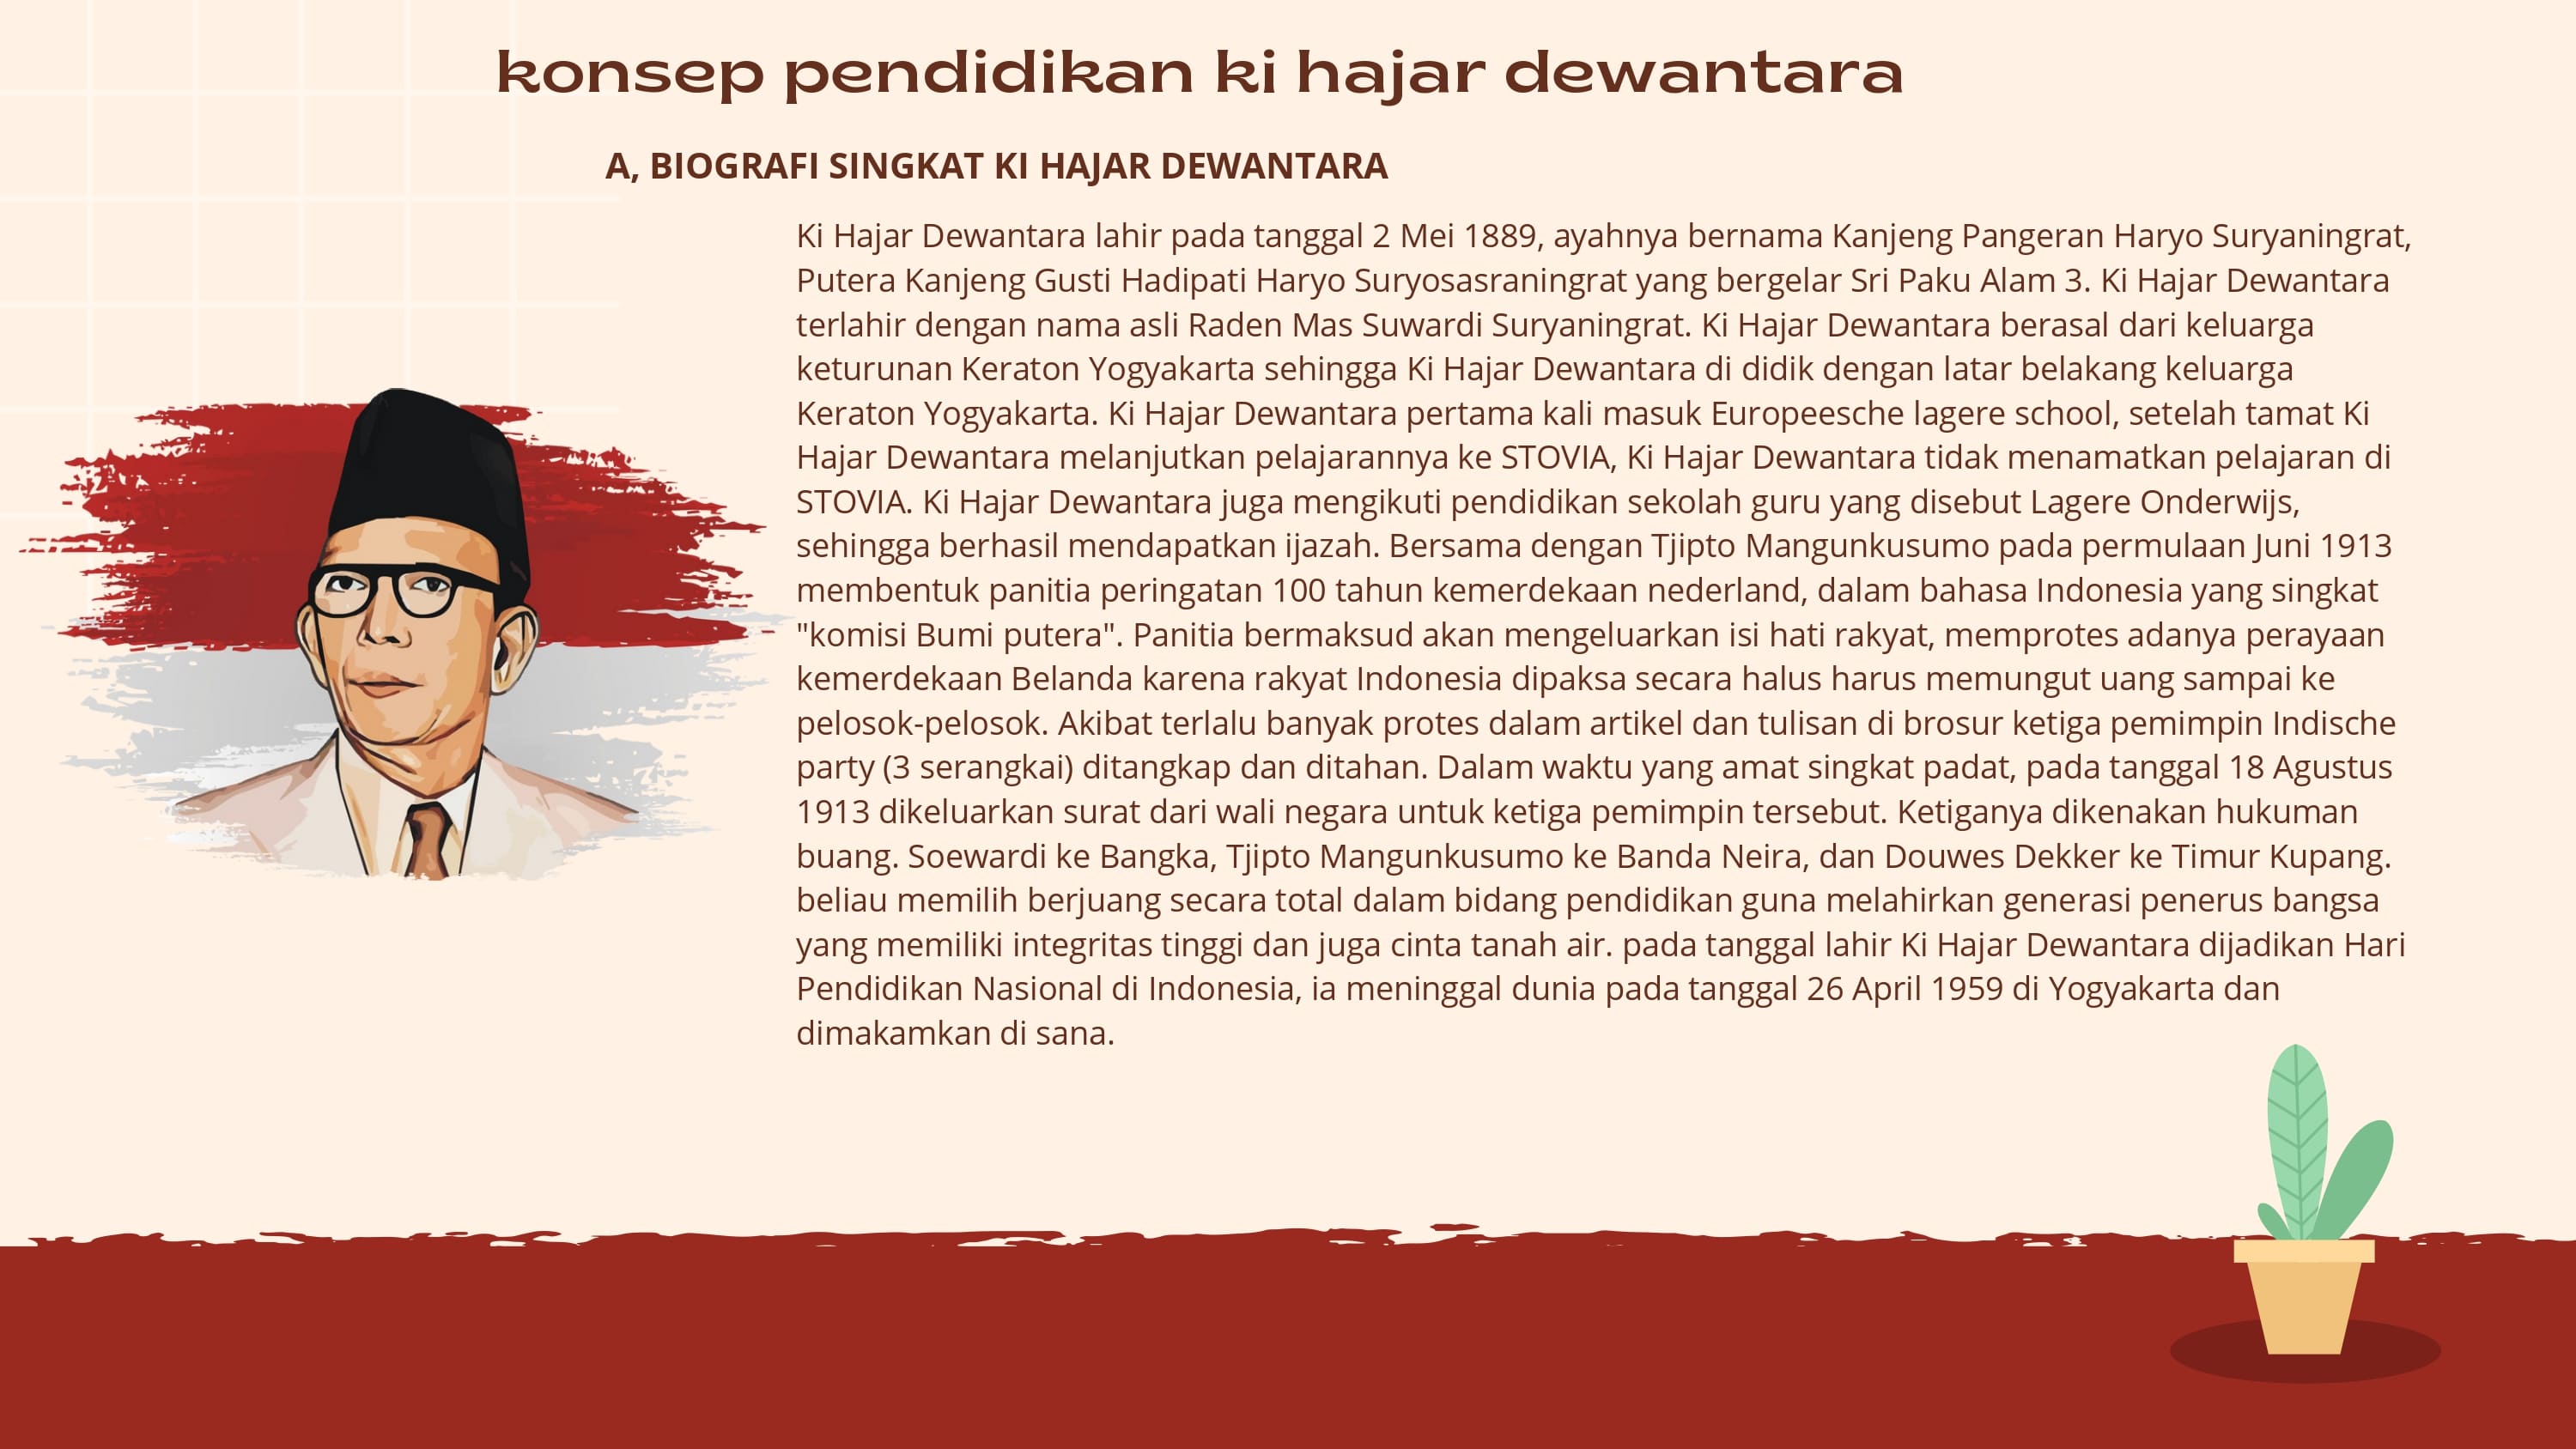 konsep pendidikan ki hajar dewantara
A, BIOGRAFI SINGKAT KI HAJAR DEWANTARA
Ki Hajar Dewantara lahir pada tanggal 2 Mei 1889, ayahnya bernama Kanjeng Pangeran Haryo Suryaningrat,
Putera Kanjeng Gusti Hadipati Haryo Suryosasraningrat yang bergelar Sri Paku Alam 3. Ki Hajar Dewantara
terlahir dengan nama asli Raden Mas Suwardi Suryaningrat. Ki Hajar Dewantara berasal dari keluarga
keturunan Keraton Yogyakarta sehingga Ki Hajar Dewantara di didik dengan latar belakang keluarga
Keraton Yogyakarta. Ki Hajar Dewantara pertama kali masuk Europeesche lagere school, setelah tamat Ki
Hajar Dewantara melanjutkan pelajarannya ke STOVIA, Ki Hajar Dewantara tidak menamatkan pelajaran di
STOVIA. Ki Hajar Dewantara juga mengikuti pendidikan sekolah guru yang disebut Lagere Onderwijs,
sehingga berhasil mendapatkan ijazah. Bersama dengan Tjipto Mangunkusumo pada permulaan Juni 1913
membentuk panitia peringatan 100 tahun kemerdekaan nederland, dalam bahasa Indonesia yang singkat
"komisi Bumi putera". Panitia bermaksud akan mengeluarkan isi hati rakyat, memprotes adanya perayaan
kemerdekaan Belanda karena rakyat Indonesia dipaksa secara halus harus memungut uang sampai ke
pelosok-pelosok. Akibat terlalu banyak protes dalam artikel dan tulisan di brosur ketiga pemimpin Indische
party (3 serangkai) ditangkap dan ditahan. Dalam waktu yang amat singkat padat, pada tanggal 18 Agustus
1913 dikeluarkan surat dari wali negara untuk ketiga pemimpin tersebut. Ketiganya dikenakan hukuman
buang. Soewardi ke Bangka, Tjipto Mangunkusumo ke Banda Neira, dan Douwes Dekker ke Timur Kupang.
beliau memilih berjuang secara total dalam bidang pendidikan guna melahirkan generasi penerus bangsa
yang memiliki integritas tinggi dan juga cinta tanah air. pada tanggal lahir Ki Hajar Dewantara dijadikan Hari
Pendidikan Nasional di Indonesia, ia meninggal dunia pada tanggal 26 April 1959 di Yogyakarta dan
dimakamkan di sana.